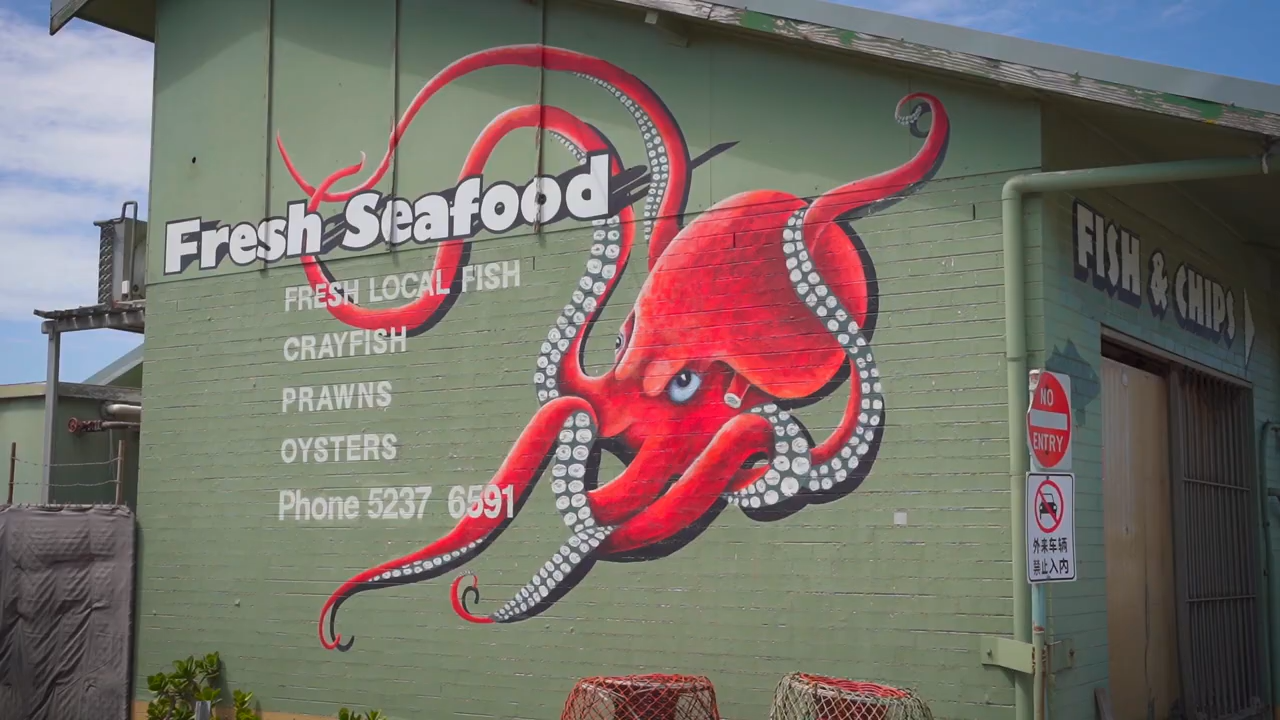 Fresh Seafood
FRESH LOCAL FISH
CRAYFISH
PRAWNS
OYSTERS
Phone 5237 6591
FISH & CHIPS
NO
ENTRY
外来车辆
禁止入内